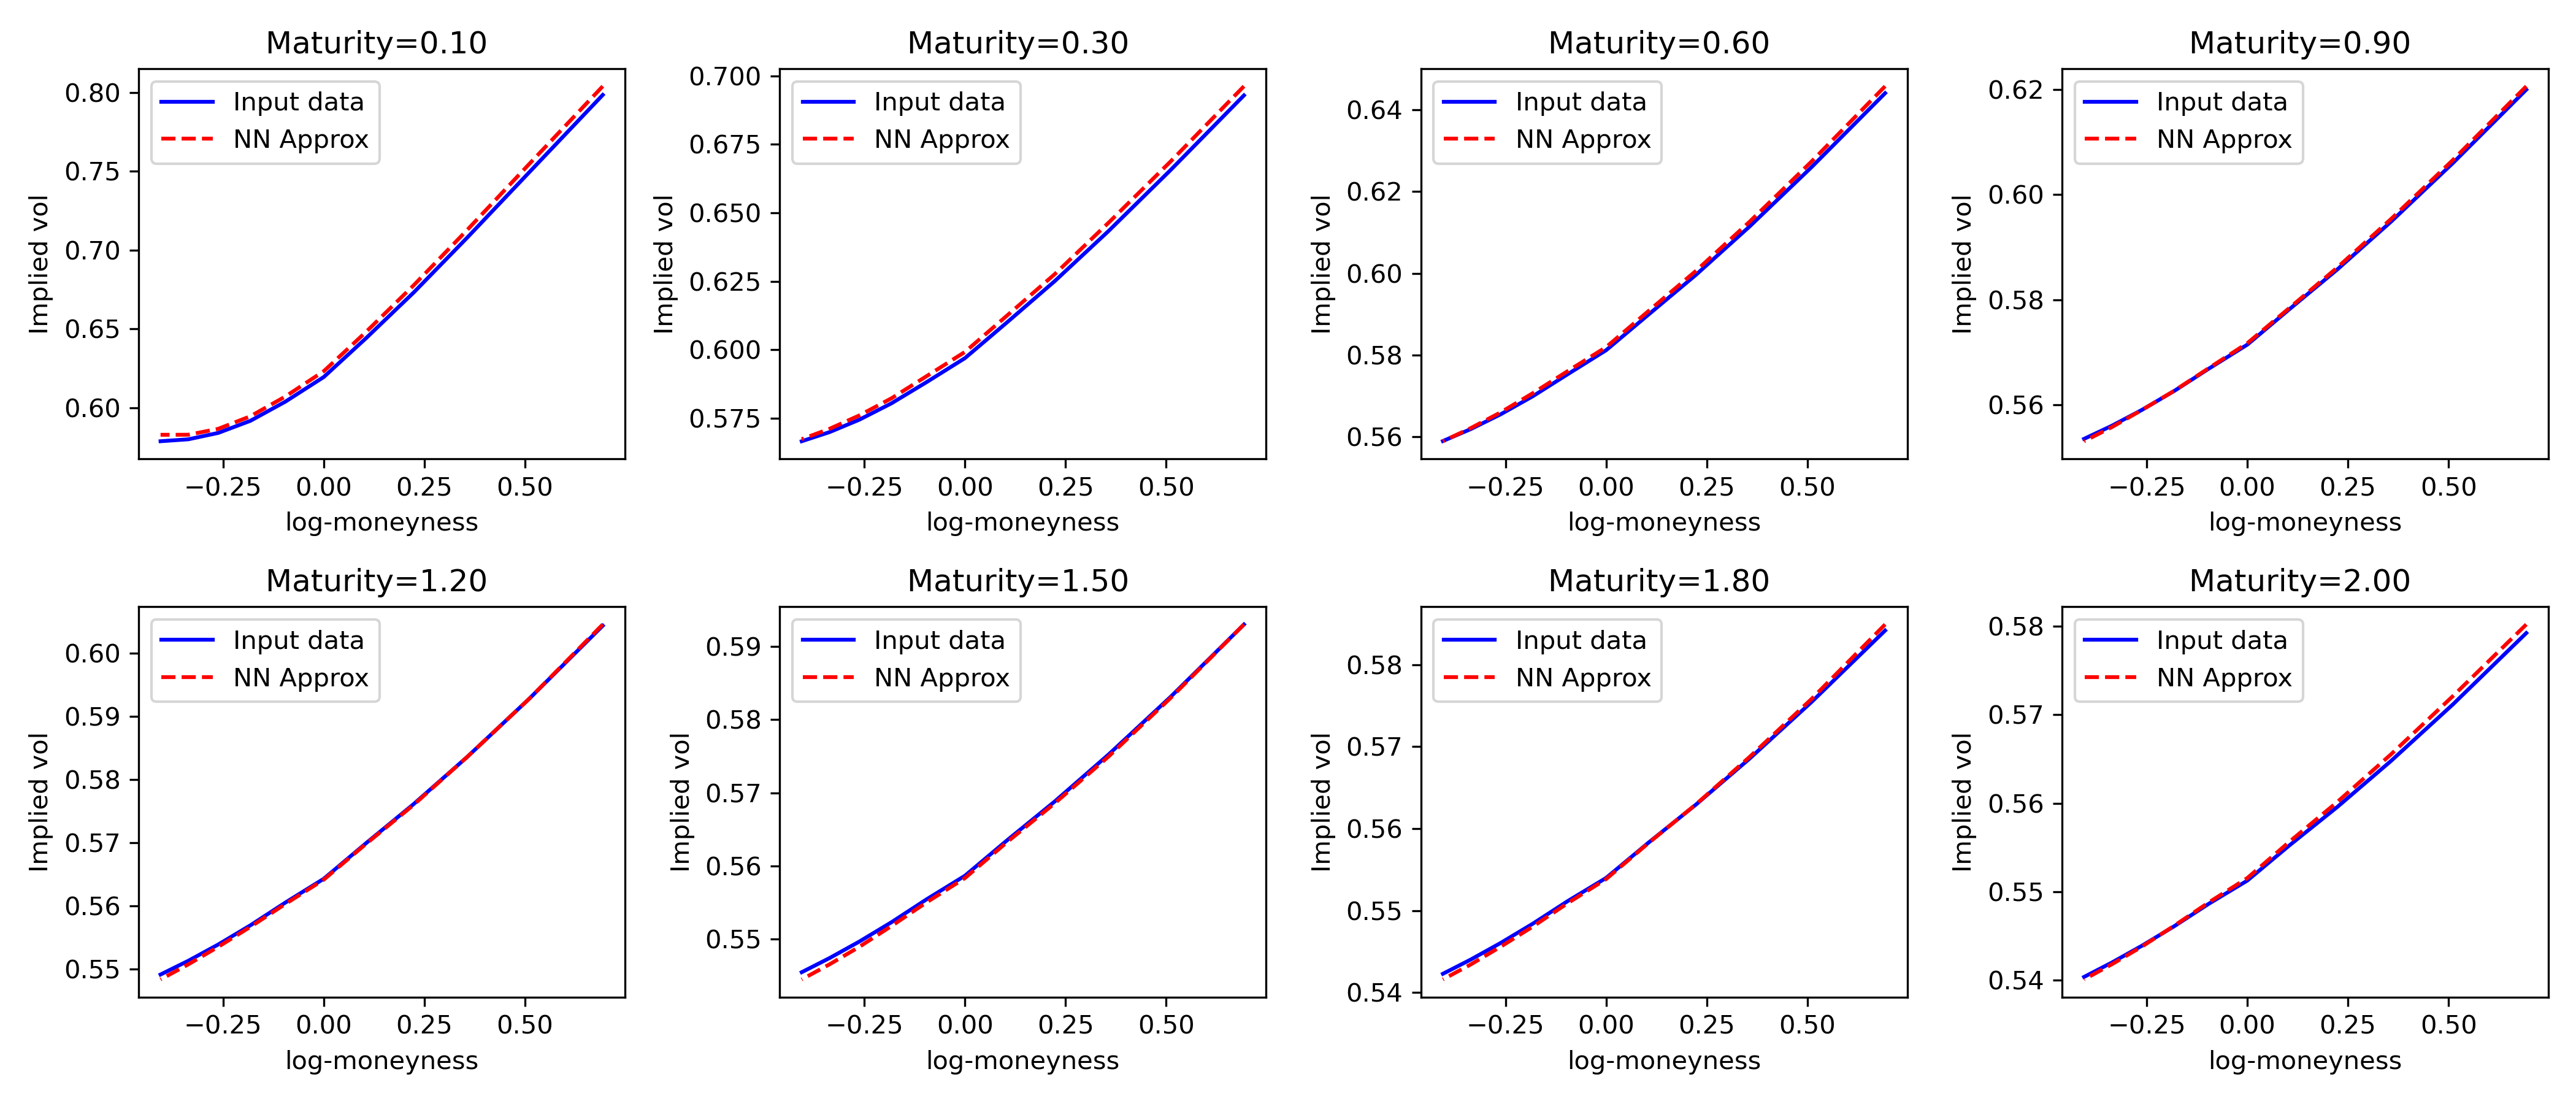 Maturity=0.10
Implied vol
0.80
0.75
0.70
0.65
0.60
Input data
NN Approx
−0.25 0.00 0.25 0.50
log-moneyness
Maturity=0.30
Implied vol
0.700
0.675
0.650
0.625
0.600
0.575
Input data
NN Approx
−0.25 0.00 0.25 0.50
log-moneyness
Maturity=0.60
Implied vol
0.64
0.62
0.60
0.58
0.56
Input data
NN Approx
−0.25 0.00 0.25 0.50
log-moneyness
Maturity=0.90
Implied vol
0.62
0.60
0.58
0.56
Input data
NN Approx
−0.25 0.00 0.25 0.50
log-moneyness
Maturity=1.20
Implied vol
0.60
0.59
0.58
0.57
0.56
0.55
Input data
NN Approx
−0.25 0.00 0.25 0.50
log-moneyness
Maturity=1.50
Implied vol
0.59
0.58
0.57
0.56
0.55
Input data
NN Approx
−0.25 0.00 0.25 0.50
log-moneyness
Maturity=1.80
Implied vol
0.58
0.57
0.56
0.55
0.54
Input data
NN Approx
−0.25 0.00 0.25 0.50
log-moneyness
Maturity=2.00
Implied vol
0.58
0.57
0.56
0.55
0.54
Input data
NN Approx
−0.25 0.00 0.25 0.50
log-moneyness